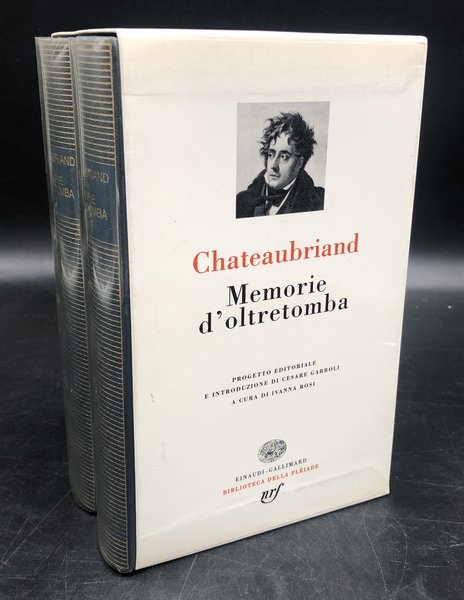 Chateaubriand
Memorie
d'oltretomba
PROGETTO EDITORIALE
E INTRODUZIONE DI CESARE GARBOLI
A CURA DI IVANNA ROSI
EINAUDI-GALLIMARD
BIBLIOTECA DELLA PLÉIADE
nrf